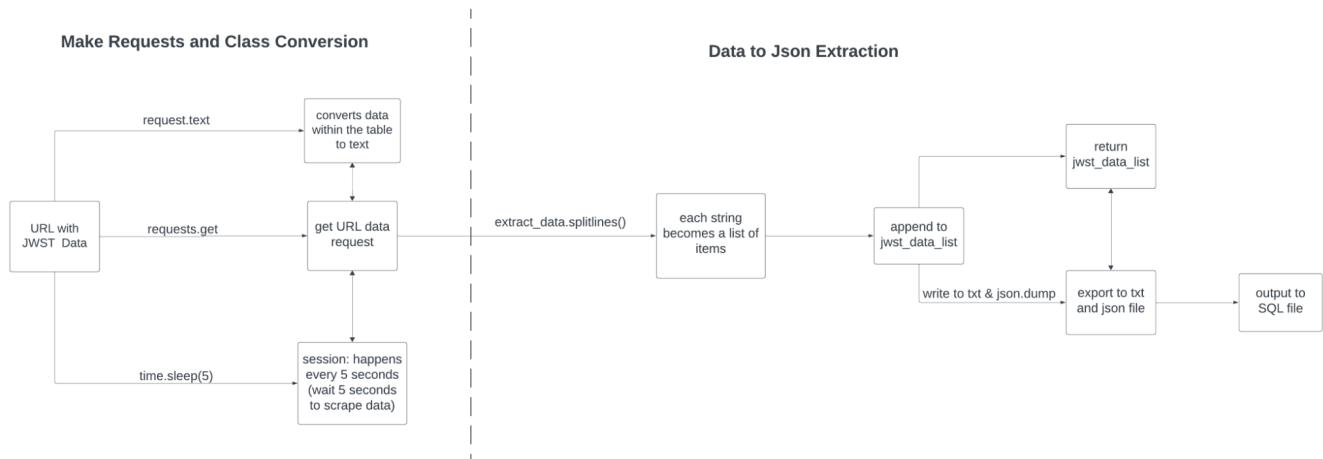 Make Requests and Class Conversion
Data to Json Extraction
request.text
converts data
within the table
to text
URL with
JWST Data
requests.get
get URL data
request
time.sleep(5)
session: happens
every 5 seconds
(wait 5 seconds
to scrape data)
extract_data.splitlines()
each string
becomes a list of
items
append to
jwst_data_list
return
jwst_data_list
write to txt & json.dump
export to txt
and json file
output to
SQL file